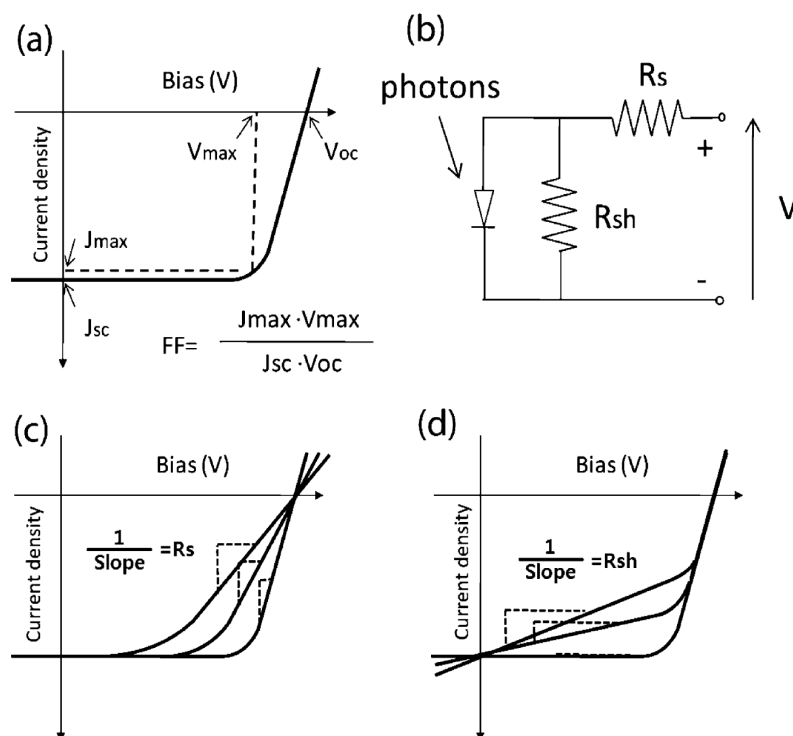 (a)
Bias (V)
Current density
Vmax
Voc
Jmax
Jsc
FF= Jmax ·Vmax
Jsc ·Voc
(b)
photons
Rs
Rsh
+
-
V
(c)
Bias (V)
Current density
1
Slope =Rs
(d)
Bias (V)
Current density
1
Slope =Rsh